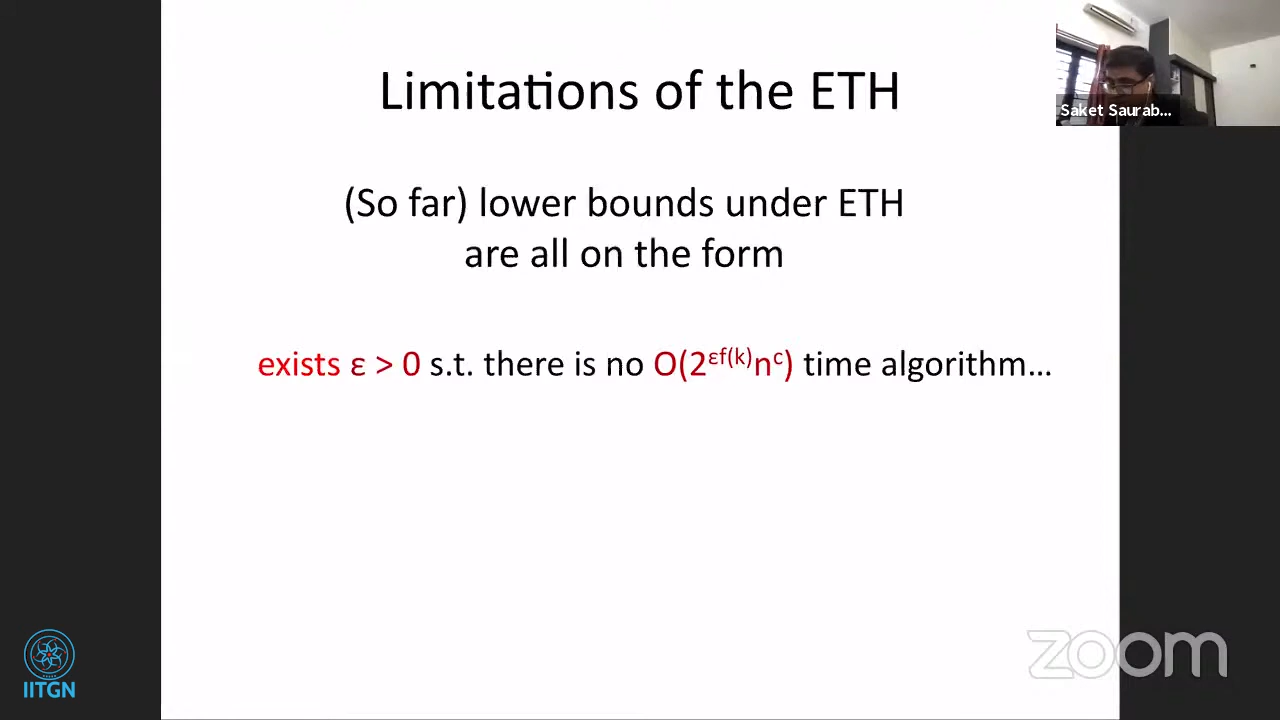 Limitations of the ETH
Saket Saurab...
(So far) lower bounds under ETH
are all on the form
exists ε > 0 s.t. there is no O(2^εf(k)n^c) time algorithm...
IITGN
zoom